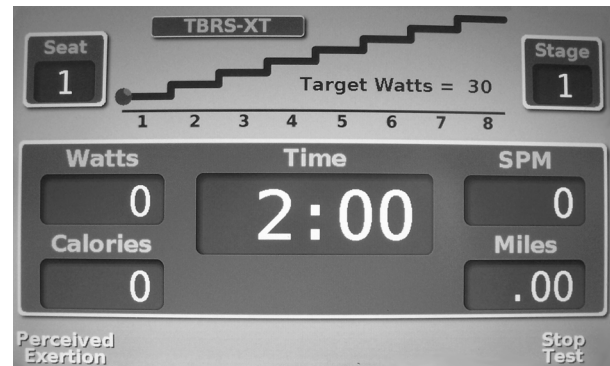 TBRS-XT
Seat
1
Target Watts = 30
Stage
1
1 2 3 4 5 6 7 8
Watts
0
Time
2:00
SPM
0
Calories
0
Miles
.00
Perceived
Exertion
Stop
Test